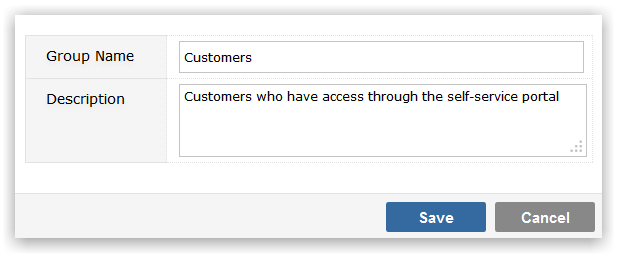 Group Name Customers
Description Customers who have access through the self-service portal
Save Cancel